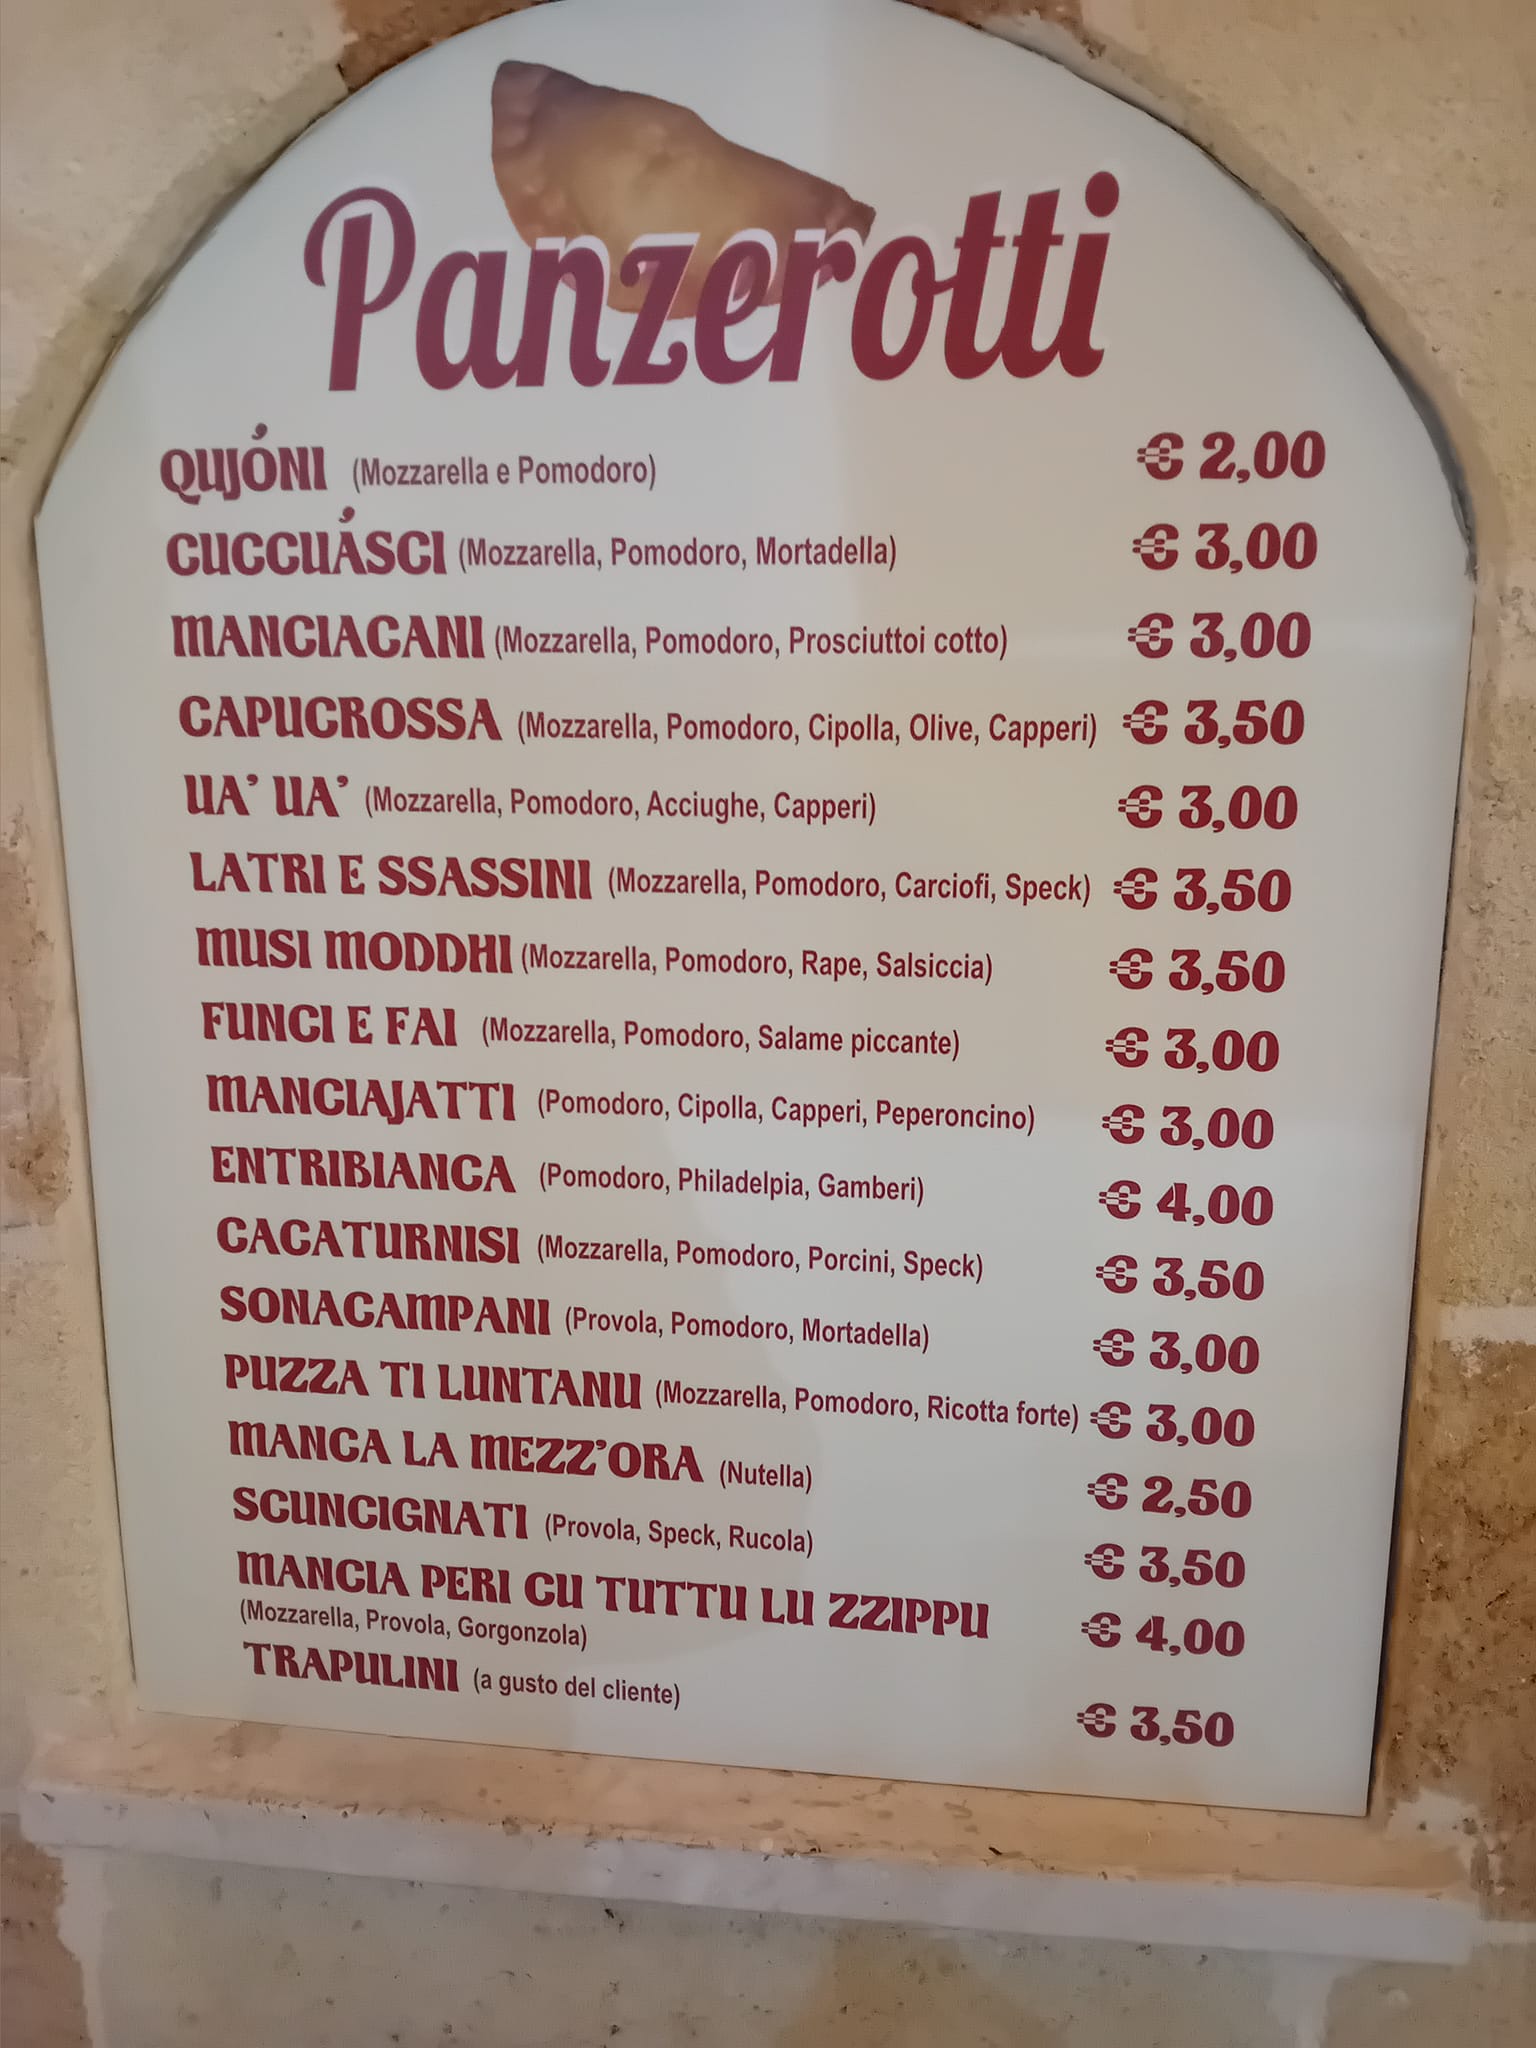 Panzerotti
QUJÓNI (Mozzarella e Pomodoro) € 2,00
CUCCUÁSCI (Mozzarella, Pomodoro, Mortadella) € 3,00
MANCIACANI (Mozzarella, Pomodoro, Prosciuttoi cotto) € 3,00
CAPUCROSSA (Mozzarella, Pomodoro, Cipolla, Olive, Capperi) € 3,50
UA' UA' (Mozzarella, Pomodoro, Acciughe, Capperi) € 3,00
LATRI E SSASSINI (Mozzarella, Pomodoro, Carciofi, Speck) € 3,50
MUSI MODDHI (Mozzarella, Pomodoro, Rape, Salsiccia) € 3,50
FUNCI E FAI (Mozzarella, Pomodoro, Salame piccante) € 3,00
MANCIAJATTI (Pomodoro, Cipolla, Capperi, Peperoncino) € 3,00
ENTRIBIANCA (Pomodoro, Philadelpia, Gamberi) € 4,00
CACATURNISI (Mozzarella, Pomodoro, Porcini, Speck) € 3,50
SONACAMPANI (Provola, Pomodoro, Mortadella) € 3,00
PUZZA TI LUNTANU (Mozzarella, Pomodoro, Ricotta forte) € 3,00
MANCA LA MEZZ'ORA (Nutella) € 2,50
SCUNCIGNATI (Provola, Speck, Rucola) € 3,50
MANCIA PERI CU TUTTU LU ZZIPPU € 4,00
(Mozzarella, Provola, Gorgonzola)
TRAPULINI (a gusto del cliente) € 3,50